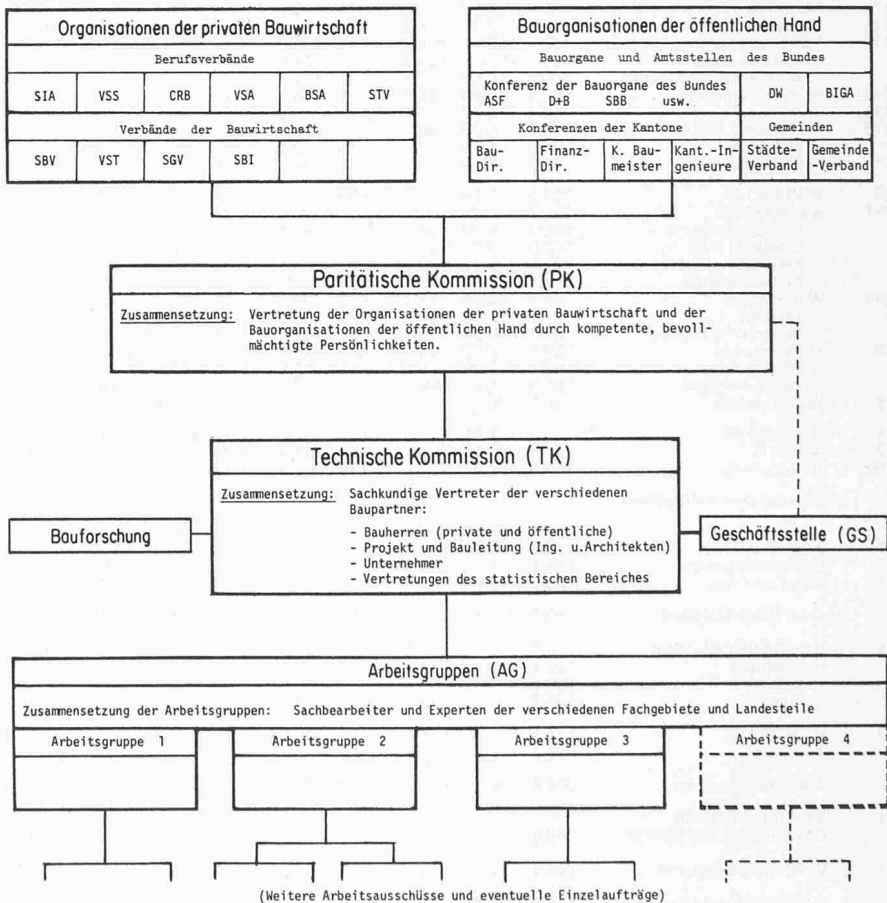 Organisationen der privaten Bauwirtschaft
Berufsverbände
SIA VSS CRB VSA BSA STV
Verbände der Bauwirtschaft
SBV VST SGV SBI
Bauorganisationen der öffentlichen Hand
Bauorgane und Amtsstellen des Bundes
Konferenz der Bauorgane des Bundes
ASF D+B SBB usw. DW BIGA
Konferenzen der Kantone Gemeinden
Bau- Finanz- K. Bau- Kant.-In- Städte- Gemeinde
Dir. Dir. meister genieure Verband -Verband
Paritätische Kommission (PK)
Zusammensetzung: Vertretung der Organisationen der privaten Bauwirtschaft und der
Bauorganisationen der öffentlichen Hand durch kompetente, bevoll-
mächtigte Persönlichkeiten.
Technische Kommission (TK)
Zusammensetzung: Sachkundige Vertreter der verschiedenen
Baupartner:
- Bauherren (private und öffentliche)
- Projekt und Bauleitung (Ing. u.Architekten)
- Unternehmer
- Vertretungen des statistischen Bereiches
Bauforschung
Geschäftsstelle (GS)
Arbeitsgruppen (AG)
Zusammensetzung der Arbeitsgruppen: Sachbearbeiter und Experten der verschiedenen Fachgebiete und Landesteile
Arbeitsgruppe 1 Arbeitsgruppe 2 Arbeitsgruppe 3 Arbeitsgruppe 4
(Weitere Arbeitsausschüsse und eventuelle Einzelaufträge)